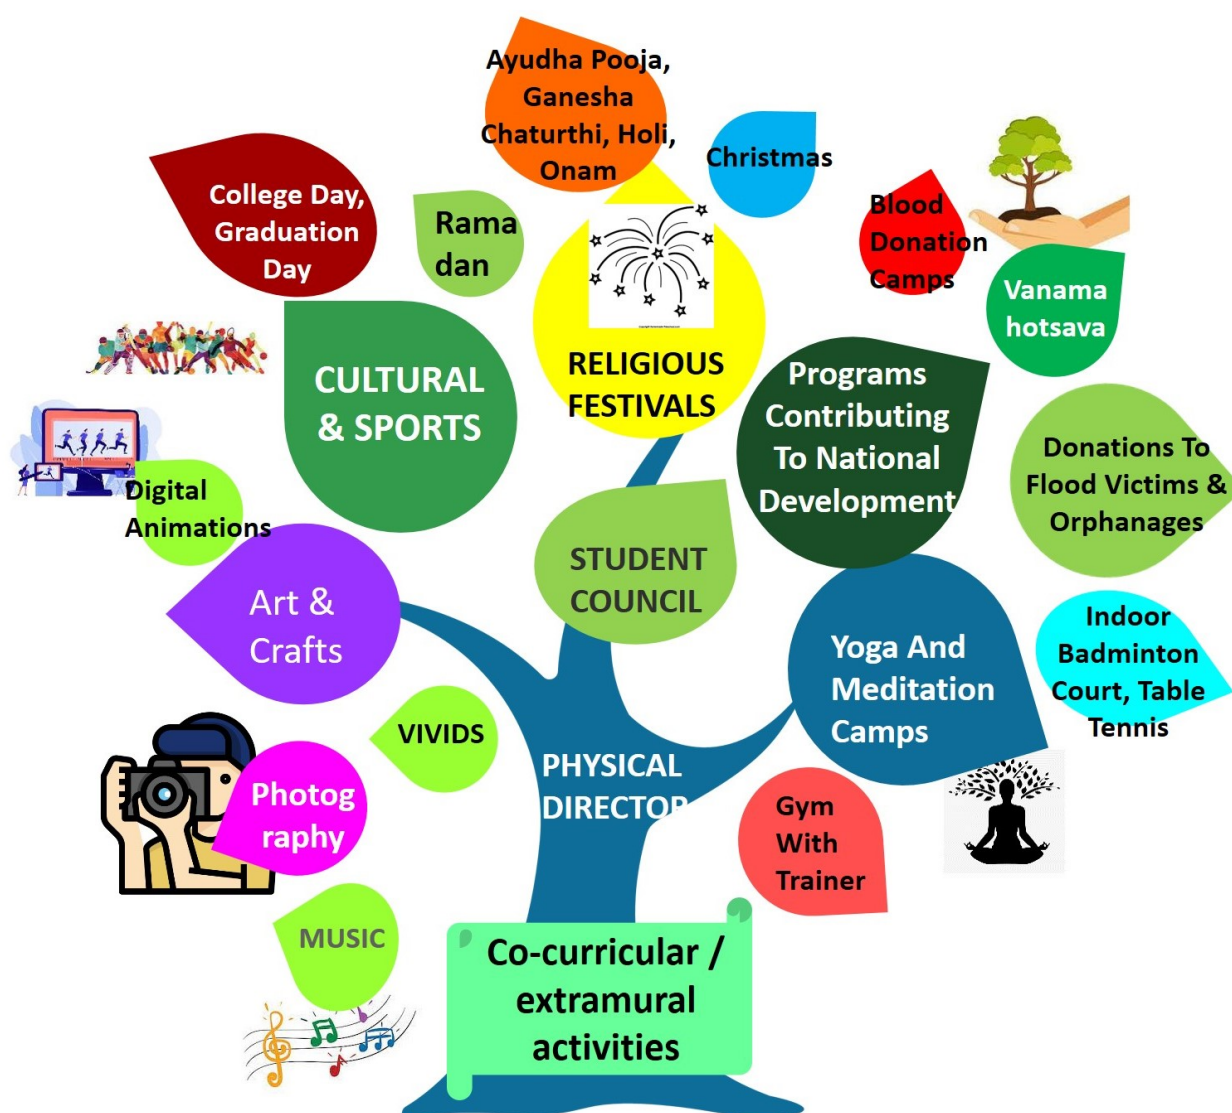 Ayudha Pooja,
Ganesha
Chaturthi, Holi,
Onam
Christmas
College Day,
Graduation
Day
Rama
dan
Blood
Donation
Camps
Vanama
hotsava
RELIGIOUS
FESTIVALS
CULTURAL
& SPORTS
Programs
Contributing
To National
Development
Donations To
Flood Victims &
Orphanages
Digital
Animations
STUDENT
COUNCIL
Art &
Crafts
Yoga And
Meditation
Camps
Indoor
Badminton
Court, Table
Tennis
VIVIDS
PHYSICAL
DIRECTOR
Photog
raphy
Gym
With
Trainer
MUSIC
Co-curricular /
extramural
activities